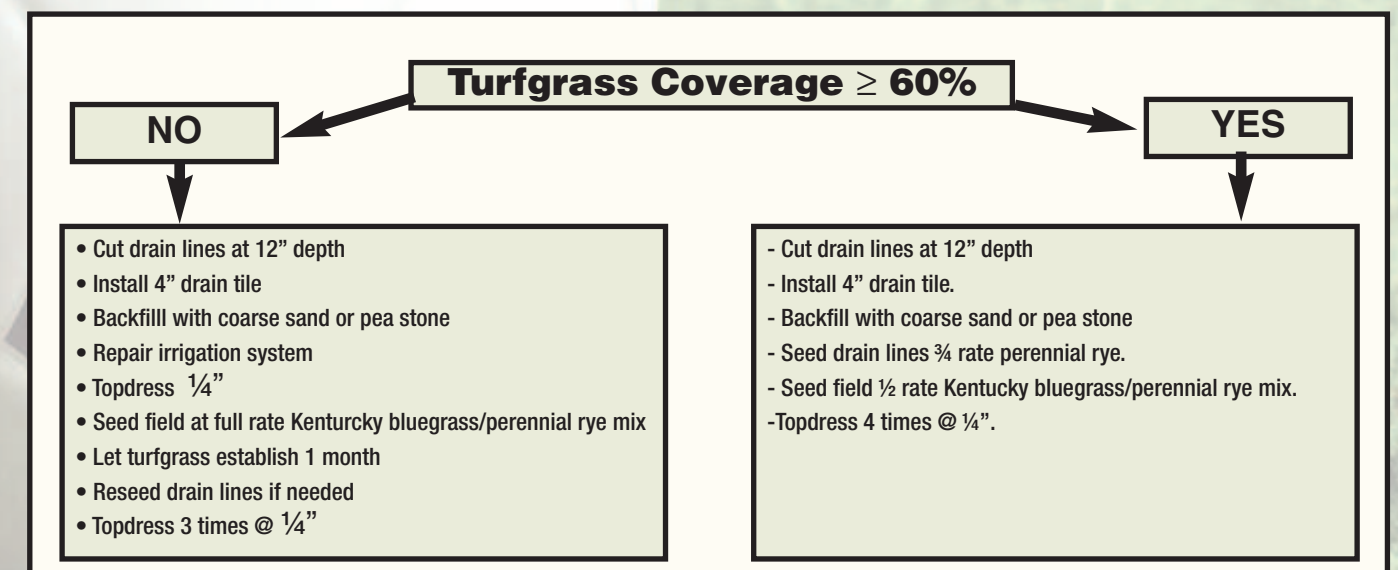 Turfgrass Coverage ≥ 60%
NO
YES
• Cut drain lines at 12” depth
• Install 4” drain tile
• Backfilll with coarse sand or pea stone
• Repair irrigation system
• Topdress ¼”
• Seed field at full rate Kenturcky bluegrass/perennial rye mix
• Let turfgrass establish 1 month
• Reseed drain lines if needed
• Topdress 3 times @ ¼”
- Cut drain lines at 12” depth
- Install 4” drain tile.
- Backfill with coarse sand or pea stone
- Seed drain lines ¾ rate perennial rye.
- Seed field ½ rate Kentucky bluegrass/perennial rye mix.
-Topdress 4 times @ ¼”.